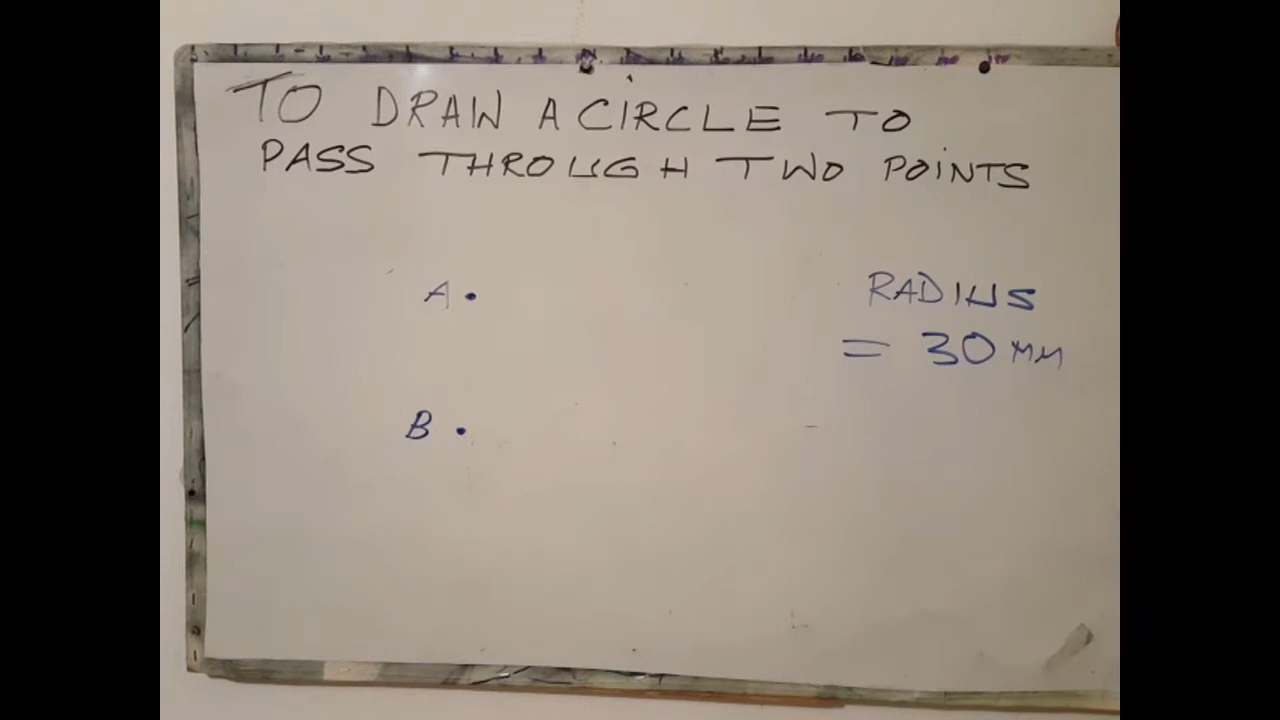 TO DRAW A CIRCLE TO
PASS THROUGH TWO POINTS
A
RADIUS
= 30 MM
B